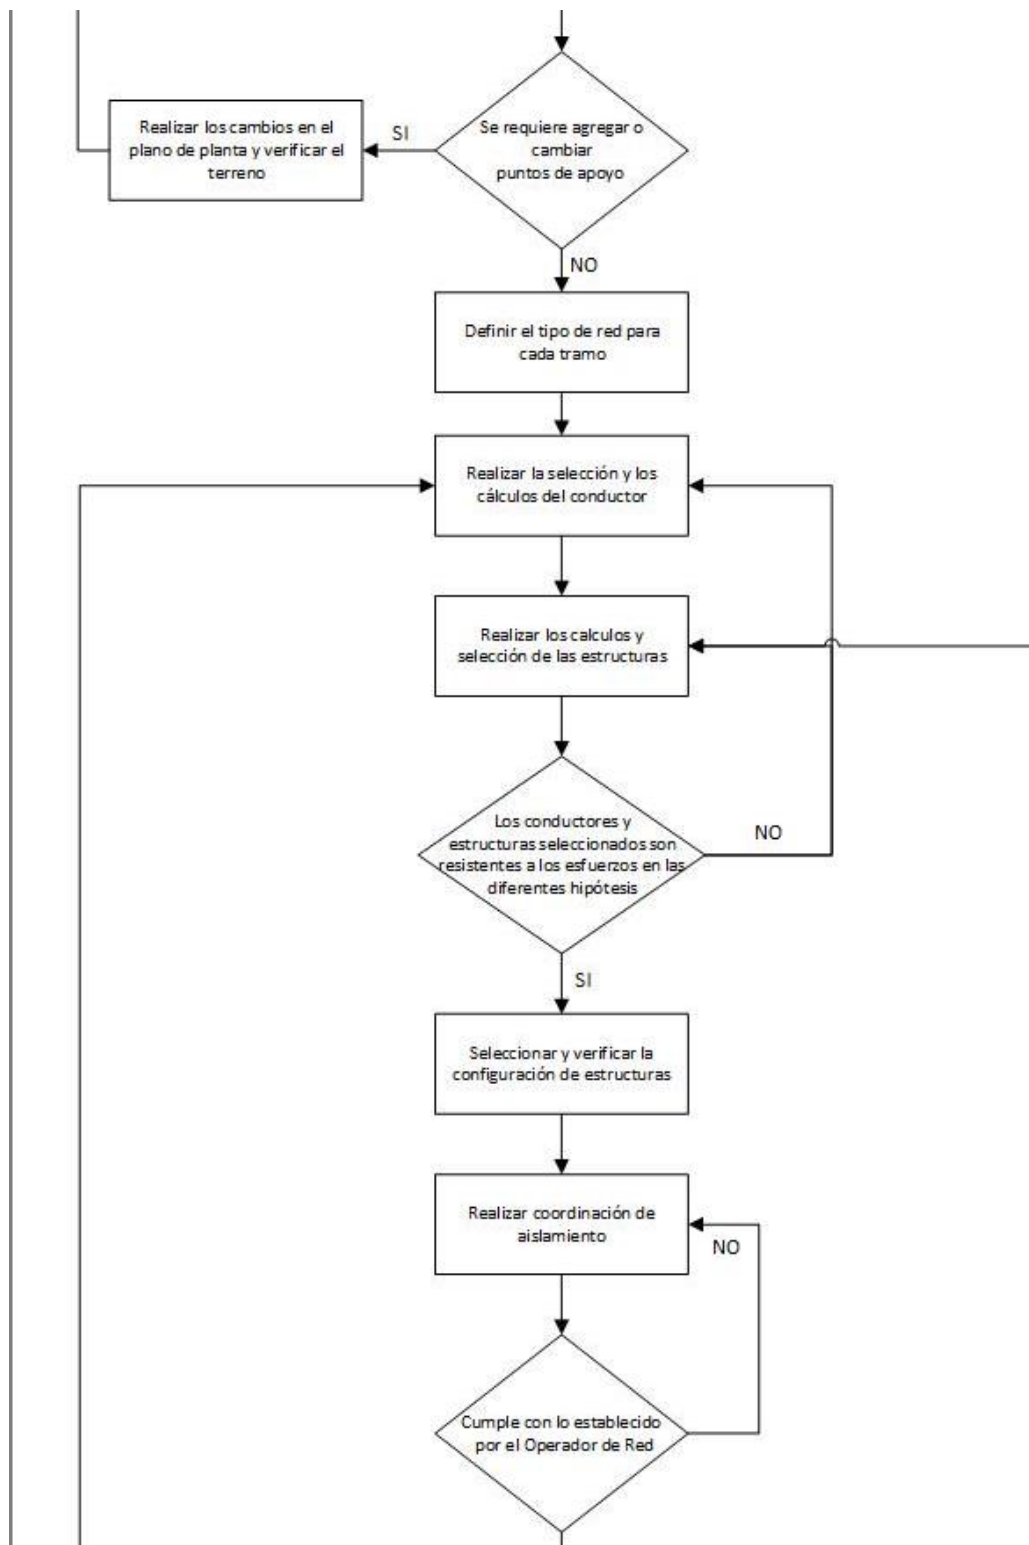 Se requiere agregar o
cambiar
puntos de apoyo
SI
Realizar los cambios en el
plano de planta y verificar el
terreno
NO
Definir el tipo de red para
cada tramo
Realizar la selección y los
cálculos del conductor
Realizar los calculos y
selección de las estructuras
Los conductores y
estructuras seleccionados son
resistentes a los esfuerzos en las
diferentes hipótesis
NO
SI
Seleccionar y verificar la
configuración de estructuras
Realizar coordinación de
aislamiento
NO
Cumple con lo establecido
por el Operador de Red